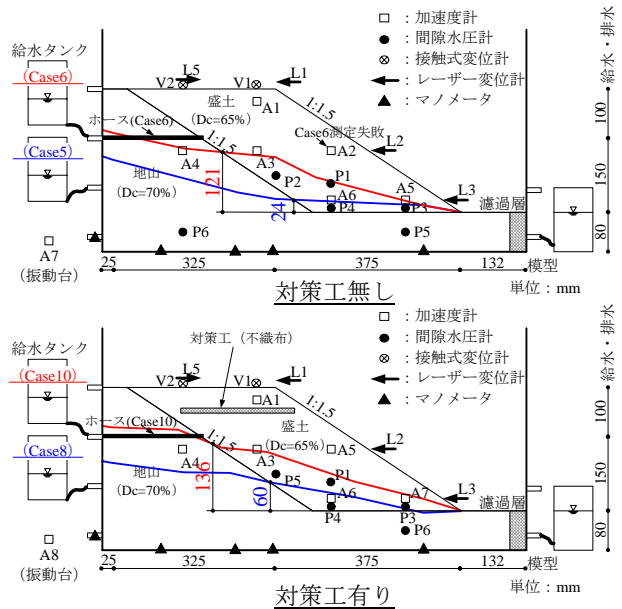 □ ：加速度計
● ：間隙水圧計
⊗ ：接触式変位計
← ：レーザー変位計
▲ ：マノメータ
給水・排水
給水タンク
(Case6)
(Case5)
V2
L5
V1
L1
A1
盛土
(Dc=65%)
ホース(Case6)
1:1.5
1:1.5
Case6測定失敗
A2
L2
A4
A3
地山
(Dc=70%)
P2
P1
A6
P4
A5
P3
L3
濾過層
121
24
P6
P5
A7
(振動台)
100
150
80
25
325
375
132
模型
単位：mm
対策工無し
□ ：加速度計
● ：間隙水圧計
⊗ ：接触式変位計
← ：レーザー変位計
▲ ：マノメータ
給水・排水
対策工（不織布）
給水タンク
(Case10)
(Case8)
V2
L5
V1
L1
A1
盛土
(Dc=65%)
ホース(Case10)
1:1.5
1:1.5
L2
A4
A3
A5
地山
(Dc=70%)
P5
P1
A6
P4
A7
P3
L3
濾過層
136
60
P6
A8
(振動台)
100
150
80
25
325
375
132
模型
単位：mm
対策工有り